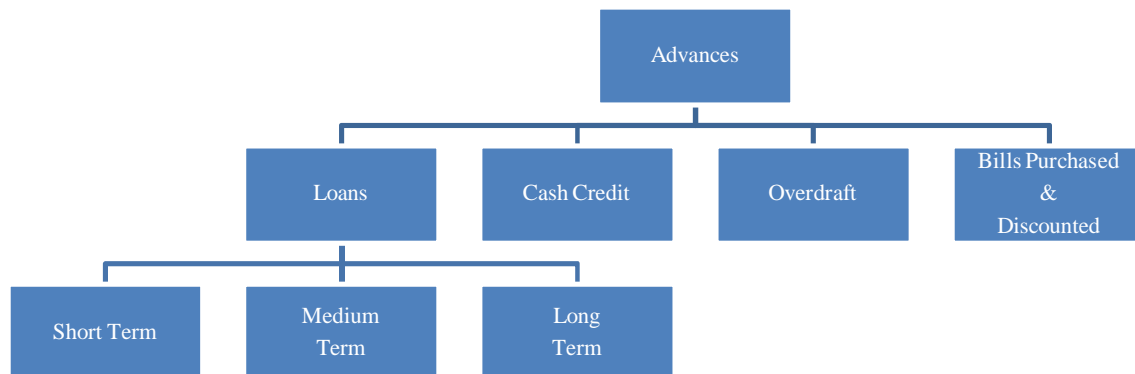 Advances
Loans
Cash Credit
Overdraft
Bills Purchased
&
Discounted
Short Term
Medium
Term
Long
Term